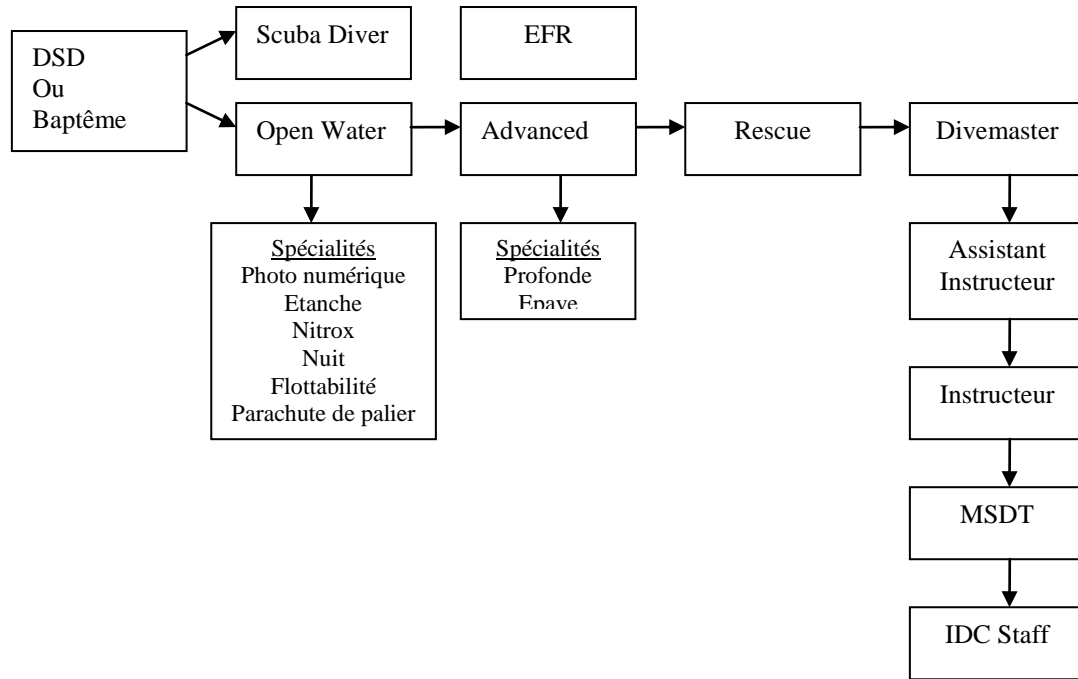 DSD
Ou
Baptême
Scuba Diver
EFR
Open Water
Advanced
Rescue
Divemaster
Spécialités
Photo numérique
Etanche
Nitrox
Nuit
Flottabilité
Parachute de palier
Spécialités
Profonde
Epave
Assistant
Instructeur
Instructeur
MSDT
IDC Staff